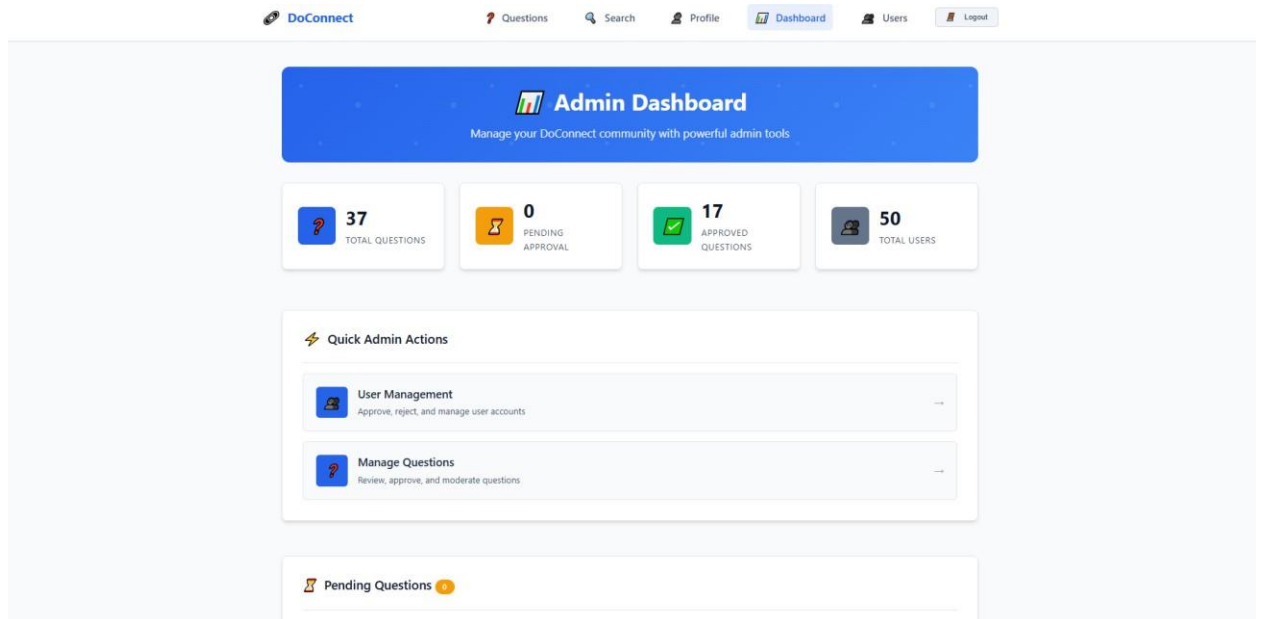 DoConnect
Questions
Search
Profile
Dashboard
Users
Logout
Admin Dashboard
Manage your DoConnect community with powerful admin tools
37
TOTAL QUESTIONS
0
PENDING
APPROVAL
17
APPROVED
QUESTIONS
50
TOTAL USERS
Quick Admin Actions
User Management
Approve, reject, and manage user accounts
→
Manage Questions
Review, approve, and moderate questions
→
Pending Questions 0